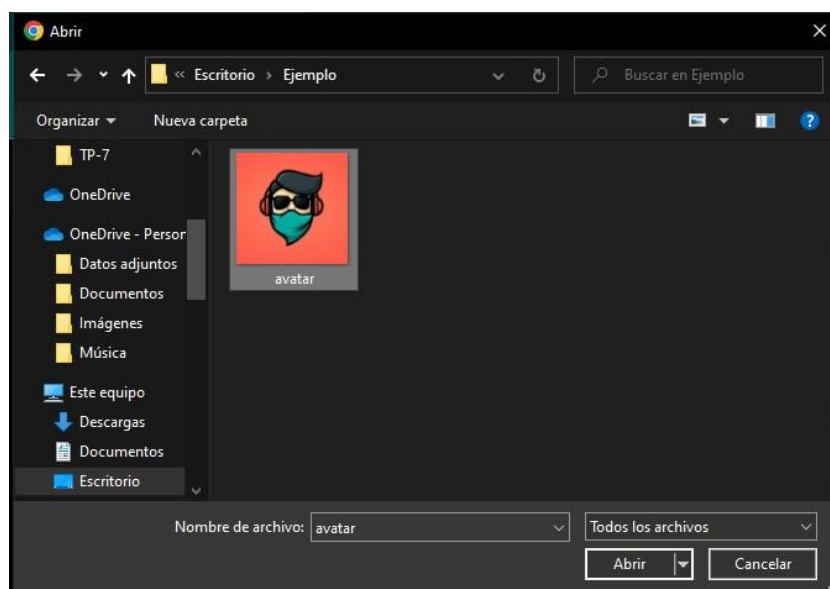 Abrir
« Escritorio › Ejemplo
Buscar en Ejemplo
Organizar
Nueva carpeta
TP-7
OneDrive
OneDrive - Person
Datos adjuntos
Documentos
Imágenes
Música
Este equipo
Descargas
Documentos
Escritorio
avatar
Nombre de archivo: avatar
Todos los archivos
Abrir
Cancelar